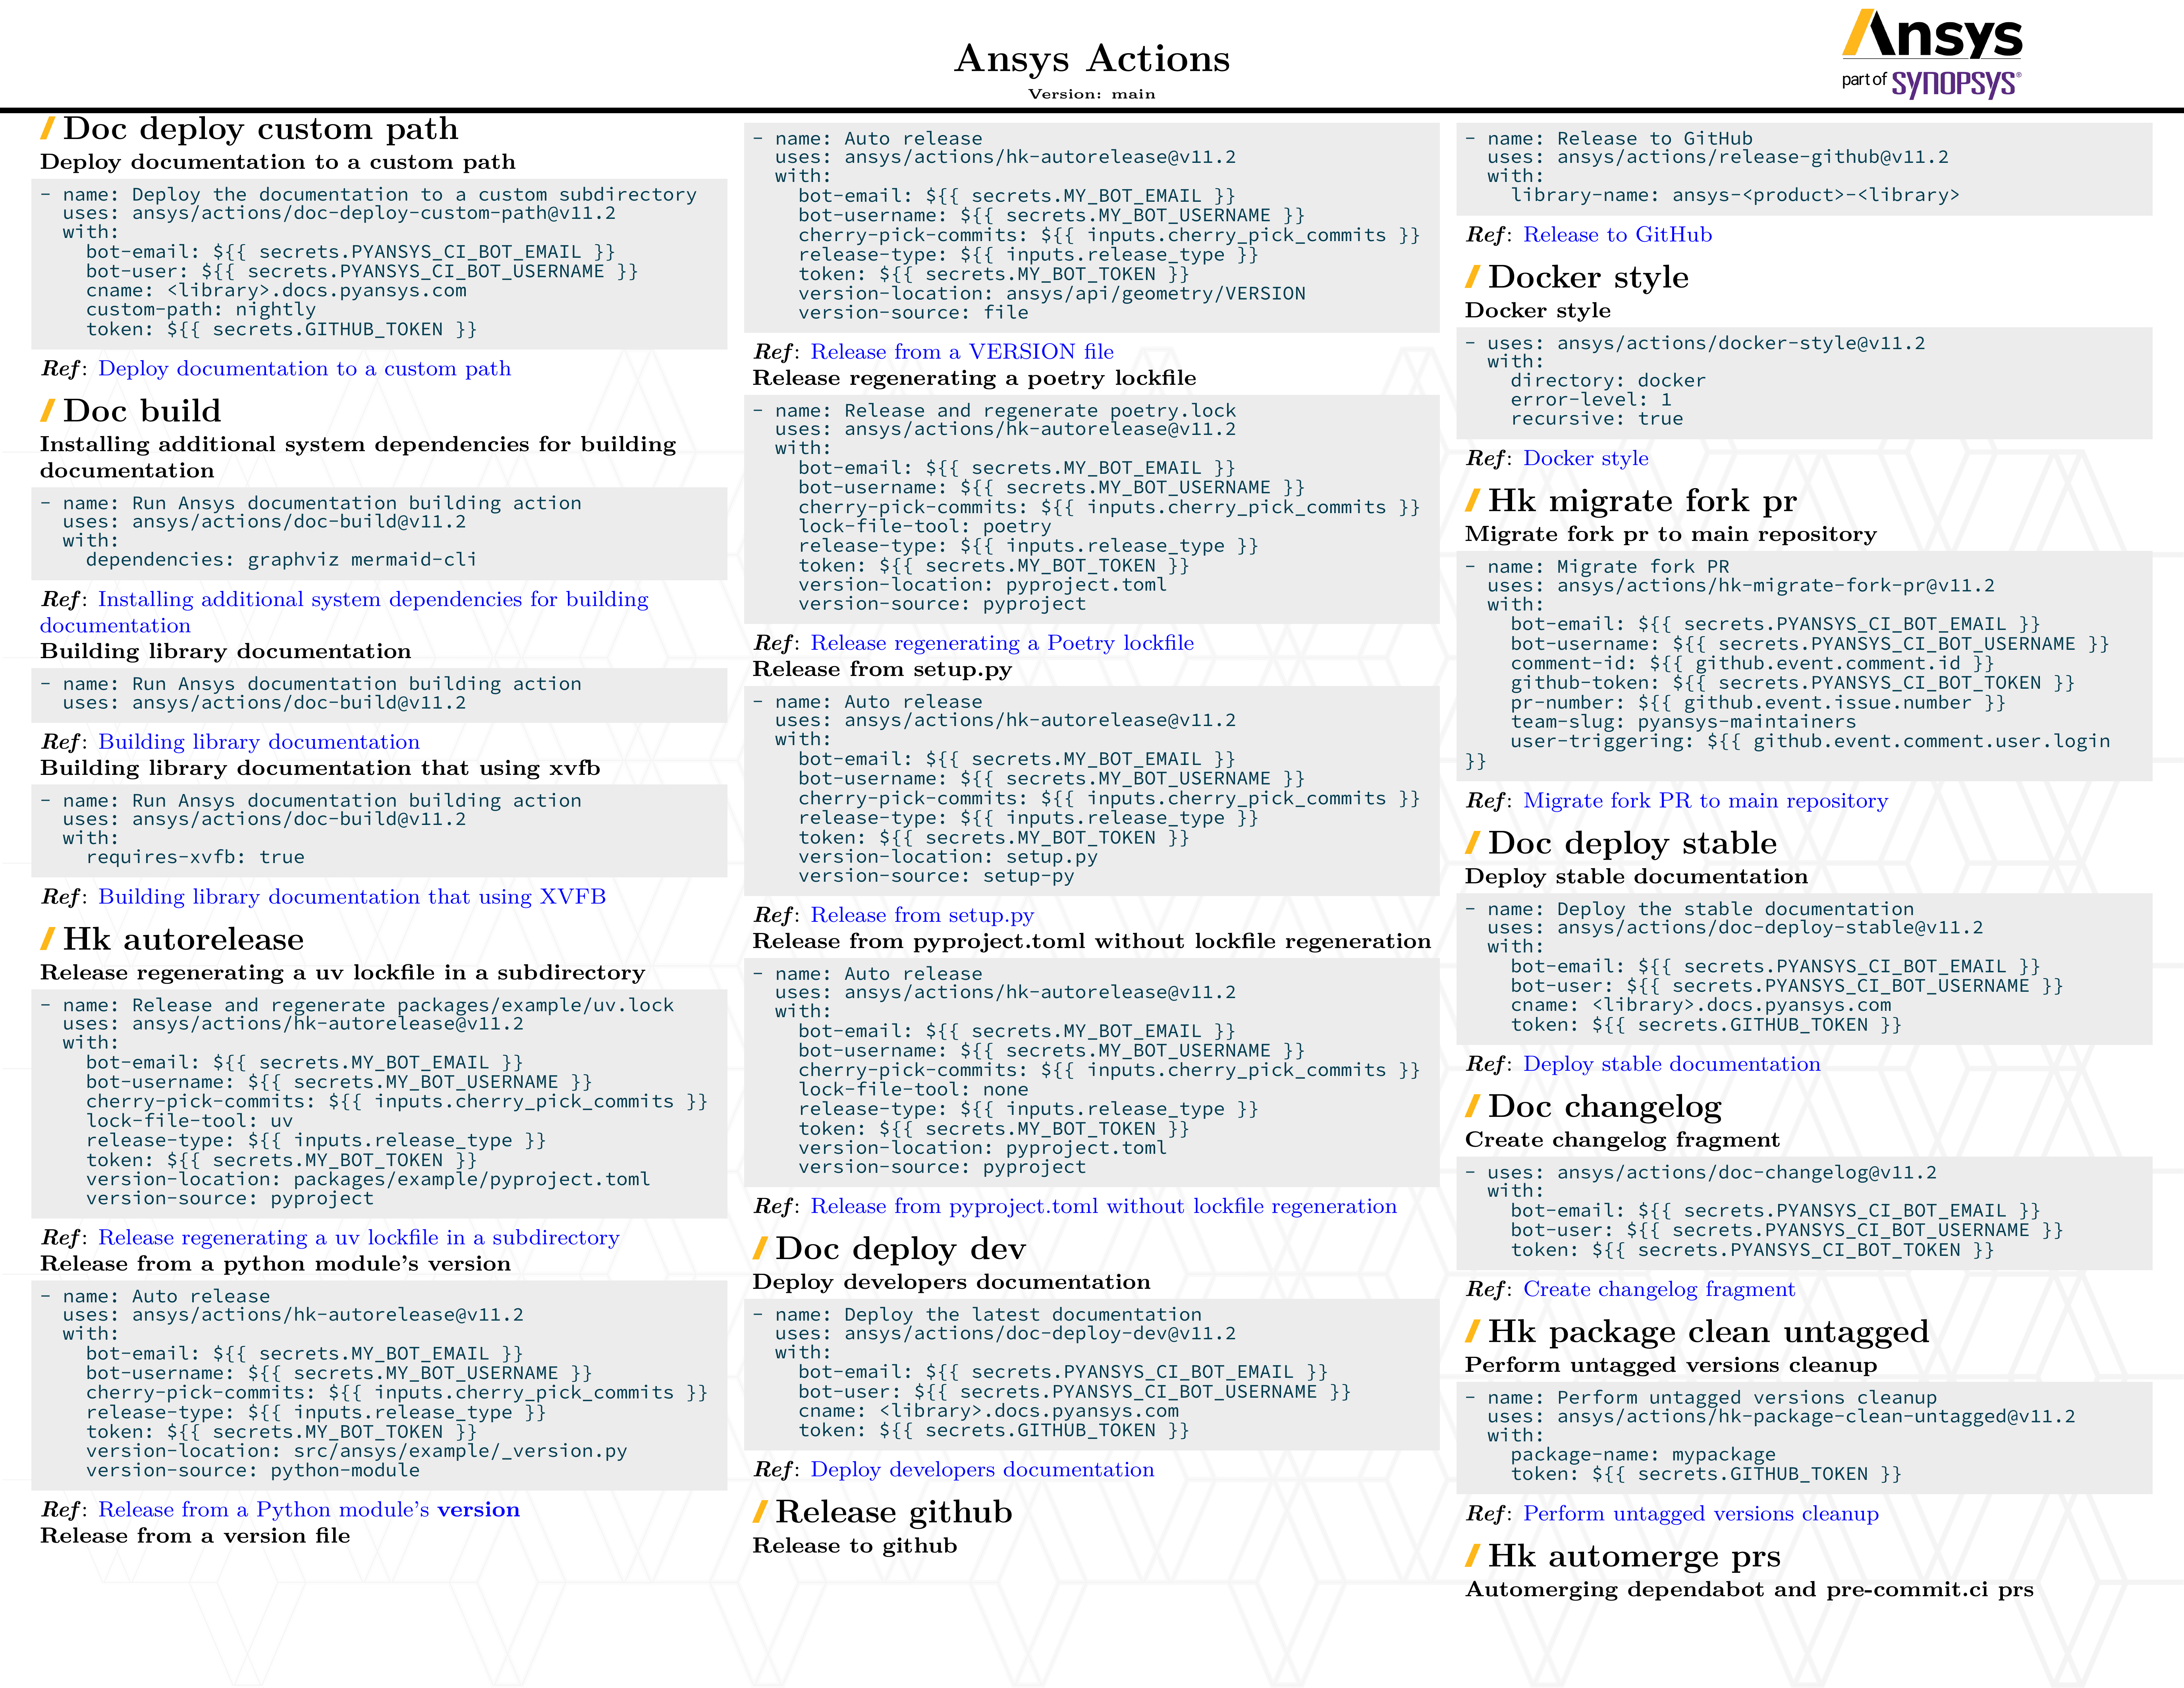 Ansys Actions
Version: main
Ansys
part of SYNOPSYS®
Doc deploy custom path
Deploy documentation to a custom path
- name: Deploy the documentation to a custom subdirectory
  uses: ansys/actions/doc-deploy-custom-path@v11.2
  with:
    bot-email: ${{ secrets.PYANSYS_CI_BOT_EMAIL }}
    bot-user: ${{ secrets.PYANSYS_CI_BOT_USERNAME }}
    cname: <library>.docs.pyansys.com
    custom-path: nightly
    token: ${{ secrets.GITHUB_TOKEN }}
Ref: Deploy documentation to a custom path
Doc build
Installing additional system dependencies for building
documentation
- name: Run Ansys documentation building action
  uses: ansys/actions/doc-build@v11.2
  with:
    dependencies: graphviz mermaid-cli
Ref: Installing additional system dependencies for building
documentation
Building library documentation
- name: Run Ansys documentation building action
  uses: ansys/actions/doc-build@v11.2
Ref: Building library documentation
Building library documentation that using xvfb
- name: Run Ansys documentation building action
  uses: ansys/actions/doc-build@v11.2
  with:
    requires-xvfb: true
Ref: Building library documentation that using XVFB
Hk autorelease
Release regenerating a uv lockfile in a subdirectory
- name: Release and regenerate packages/example/uv.lock
  uses: ansys/actions/hk-autorelease@v11.2
  with:
    bot-email: ${{ secrets.MY_BOT_EMAIL }}
    bot-username: ${{ secrets.MY_BOT_USERNAME }}
    cherry-pick-commits: ${{ inputs.cherry_pick_commits }}
    lock-file-tool: uv
    release-type: ${{ inputs.release_type }}
    token: ${{ secrets.MY_BOT_TOKEN }}
    version-location: packages/example/pyproject.toml
    version-source: pyproject
Ref: Release regenerating a uv lockfile in a subdirectory
Release from a python module's version
- name: Auto release
  uses: ansys/actions/hk-autorelease@v11.2
  with:
    bot-email: ${{ secrets.MY_BOT_EMAIL }}
    bot-username: ${{ secrets.MY_BOT_USERNAME }}
    cherry-pick-commits: ${{ inputs.cherry_pick_commits }}
    release-type: ${{ inputs.release_type }}
    token: ${{ secrets.MY_BOT_TOKEN }}
    version-location: src/ansys/example/_version.py
    version-source: python-module
Ref: Release from a Python module's version
Release from a version file
- name: Auto release
  uses: ansys/actions/hk-autorelease@v11.2
  with:
    bot-email: ${{ secrets.MY_BOT_EMAIL }}
    bot-username: ${{ secrets.MY_BOT_USERNAME }}
    cherry-pick-commits: ${{ inputs.cherry_pick_commits }}
    release-type: ${{ inputs.release_type }}
    token: ${{ secrets.MY_BOT_TOKEN }}
    version-location: ansys/api/geometry/VERSION
    version-source: file
Ref: Release from a VERSION file
Release regenerating a poetry lockfile
- name: Release and regenerate poetry.lock
  uses: ansys/actions/hk-autorelease@v11.2
  with:
    bot-email: ${{ secrets.MY_BOT_EMAIL }}
    bot-username: ${{ secrets.MY_BOT_USERNAME }}
    cherry-pick-commits: ${{ inputs.cherry_pick_commits }}
    lock-file-tool: poetry
    release-type: ${{ inputs.release_type }}
    token: ${{ secrets.MY_BOT_TOKEN }}
    version-location: pyproject.toml
    version-source: pyproject
Ref: Release regenerating a Poetry lockfile
Release from setup.py
- name: Auto release
  uses: ansys/actions/hk-autorelease@v11.2
  with:
    bot-email: ${{ secrets.MY_BOT_EMAIL }}
    bot-username: ${{ secrets.MY_BOT_USERNAME }}
    cherry-pick-commits: ${{ inputs.cherry_pick_commits }}
    release-type: ${{ inputs.release_type }}
    token: ${{ secrets.MY_BOT_TOKEN }}
    version-location: setup.py
    version-source: setup-py
Ref: Release from setup.py
Release from pyproject.toml without lockfile regeneration
- name: Auto release
  uses: ansys/actions/hk-autorelease@v11.2
  with:
    bot-email: ${{ secrets.MY_BOT_EMAIL }}
    bot-username: ${{ secrets.MY_BOT_USERNAME }}
    cherry-pick-commits: ${{ inputs.cherry_pick_commits }}
    lock-file-tool: none
    release-type: ${{ inputs.release_type }}
    token: ${{ secrets.MY_BOT_TOKEN }}
    version-location: pyproject.toml
    version-source: pyproject
Ref: Release from pyproject.toml without lockfile regeneration
Doc deploy dev
Deploy developers documentation
- name: Deploy the latest documentation
  uses: ansys/actions/doc-deploy-dev@v11.2
  with:
    bot-email: ${{ secrets.PYANSYS_CI_BOT_EMAIL }}
    bot-user: ${{ secrets.PYANSYS_CI_BOT_USERNAME }}
    cname: <library>.docs.pyansys.com
    token: ${{ secrets.GITHUB_TOKEN }}
Ref: Deploy developers documentation
Release github
Release to github
- name: Release to GitHub
  uses: ansys/actions/release-github@v11.2
  with:
    library-name: ansys-<product>-<library>
Ref: Release to GitHub
Docker style
Docker style
- uses: ansys/actions/docker-style@v11.2
  with:
    directory: docker
    error-level: 1
    recursive: true
Ref: Docker style
Hk migrate fork pr
Migrate fork pr to main repository
- name: Migrate fork PR
  uses: ansys/actions/hk-migrate-fork-pr@v11.2
  with:
    bot-email: ${{ secrets.PYANSYS_CI_BOT_EMAIL }}
    bot-username: ${{ secrets.PYANSYS_CI_BOT_USERNAME }}
    comment-id: ${{ github.event.comment.id }}
    github-token: ${{ secrets.PYANSYS_CI_BOT_TOKEN }}
    pr-number: ${{ github.event.issue.number }}
    team-slug: pyansys-maintainers
    user-triggering: ${{ github.event.comment.user.login
}}
Ref: Migrate fork PR to main repository
Doc deploy stable
Deploy stable documentation
- name: Deploy the stable documentation
  uses: ansys/actions/doc-deploy-stable@v11.2
  with:
    bot-email: ${{ secrets.PYANSYS_CI_BOT_EMAIL }}
    bot-user: ${{ secrets.PYANSYS_CI_BOT_USERNAME }}
    cname: <library>.docs.pyansys.com
    token: ${{ secrets.GITHUB_TOKEN }}
Ref: Deploy stable documentation
Doc changelog
Create changelog fragment
- uses: ansys/actions/doc-changelog@v11.2
  with:
    bot-email: ${{ secrets.PYANSYS_CI_BOT_EMAIL }}
    bot-user: ${{ secrets.PYANSYS_CI_BOT_USERNAME }}
    token: ${{ secrets.PYANSYS_CI_BOT_TOKEN }}
Ref: Create changelog fragment
Hk package clean untagged
Perform untagged versions cleanup
- name: Perform untagged versions cleanup
  uses: ansys/actions/hk-package-clean-untagged@v11.2
  with:
    package-name: mypackage
    token: ${{ secrets.GITHUB_TOKEN }}
Ref: Perform untagged versions cleanup
Hk automerge prs
Automerging dependabot and pre-commit.ci prs